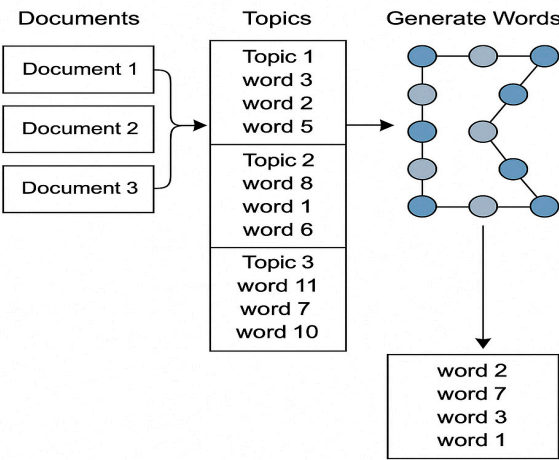 Documents
Topics
Generate Words
Document 1
Document 2
Document 3
Topic 1
word 3
word 2
word 5
Topic 2
word 8
word 1
word 6
Topic 3
word 11
word 7
word 10
word 2
word 7
word 3
word 1